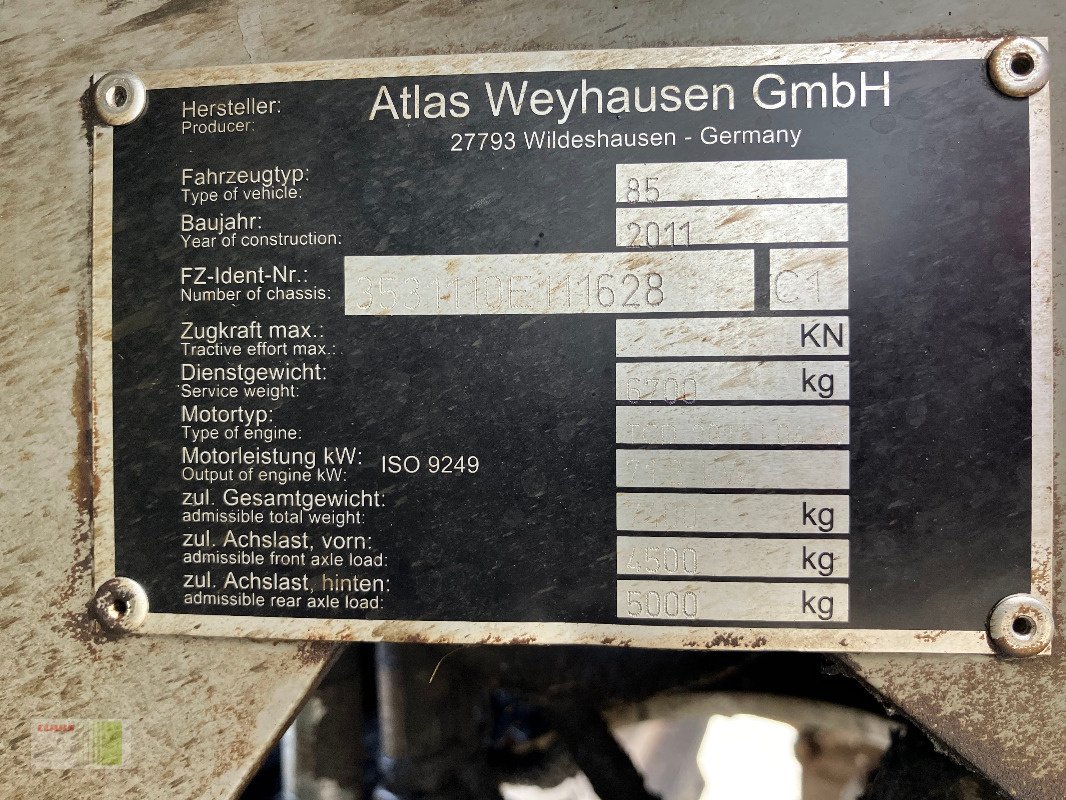 Hersteller: Atlas Weyhausen GmbH
Producer:
27793 Wildeshausen - Germany
Fahrzeugtyp: 85
Type of vehicle:
Baujahr: 2011
Year of construction:
FZ-Ident-Nr.: 3531110E111628 C1
Number of chassis:
Zugkraft max.: KN
Tractive effort max.:
Dienstgewicht: 6700 kg
Service weight:
Motortyp:
Type of engine:
Motorleistung kW: ISO 9249
Output of engine kW:
zul. Gesamtgewicht: kg
admissible total weight:
zul. Achslast, vorn: 4500 kg
admissible front axle load:
zul. Achslast, hinten: 5000 kg
admissible rear axle load:
CLAAS